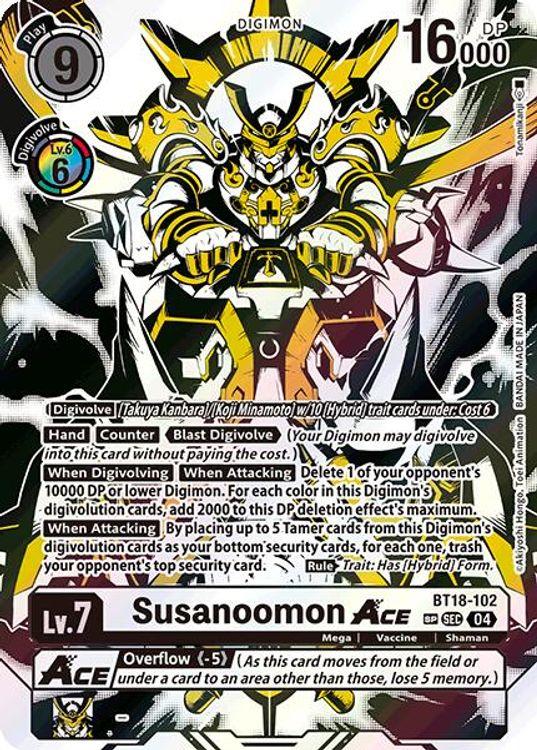 Play
9
DIGIMON
DP
16000
Digivolve
Lv.6
6
Tonamikanji
©Akiyoshi Hongo, Toei Animation BANDAI MADE IN JAPAN
Digivolve [Takuya Kanbara]/[Koji Minamoto] w/10 [Hybrid] trait cards under: Cost 6
Hand Counter Blast Digivolve (Your Digimon may digivolve
into this card without paying the cost.)
When Digivolving When Attacking Delete 1 of your opponent's
10000 DP or lower Digimon. For each color in this Digimon's
digivolution cards, add 2000 to this DP deletion effect's maximum.
When Attacking By placing up to 5 Tamer cards from this Digimon's
digivolution cards as your bottom security cards, for each one, trash
your opponent's top security card. Rule Trait: Has [Hybrid] Form.
BT18-102
Lv.7 Susanoomon ACE SP SEC 04
Mega Vaccine Shaman
ACE Overflow《-5》(As this card moves from the field or
under a card to an area other than those, lose 5 memory.)